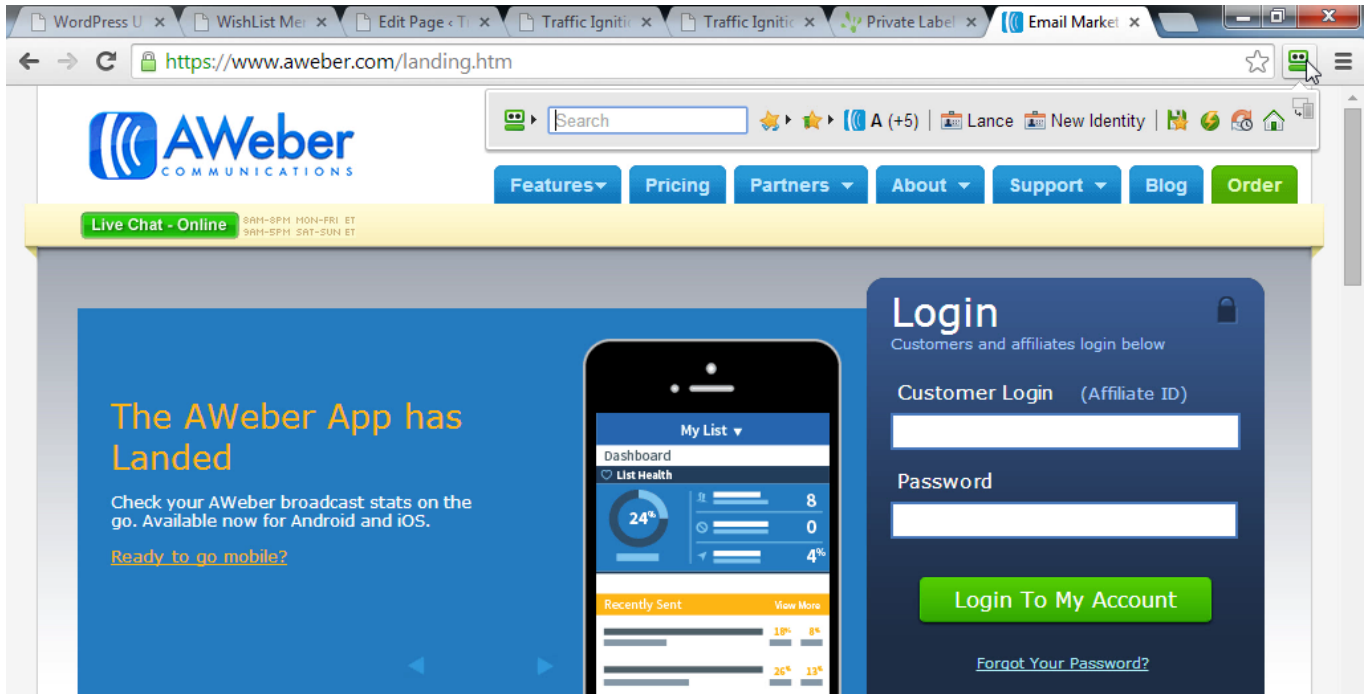 WordPress U
WishList Mer
Edit Page ‹ Tr
Traffic Ignitic
Traffic Ignitic
Private Label
Email Market
https://www.aweber.com/landing.htm
Search
A (+5)
Lance
New Identity
AWeber
COMMUNICATIONS
Features
Pricing
Partners
About
Support
Blog
Order
Live Chat - Online
8AM-8PM MON-FRI ET
9AM-5PM SAT-SUN ET
The AWeber App has
Landed
Check your AWeber broadcast stats on the
go. Available now for Android and iOS.
Ready to go mobile?
My List
Dashboard
List Health
24%
8
0
4%
Recently Sent View More
18% 8%
26% 13%
Login
Customers and affiliates login below
Customer Login (Affiliate ID)
Password
Login To My Account
Forgot Your Password?